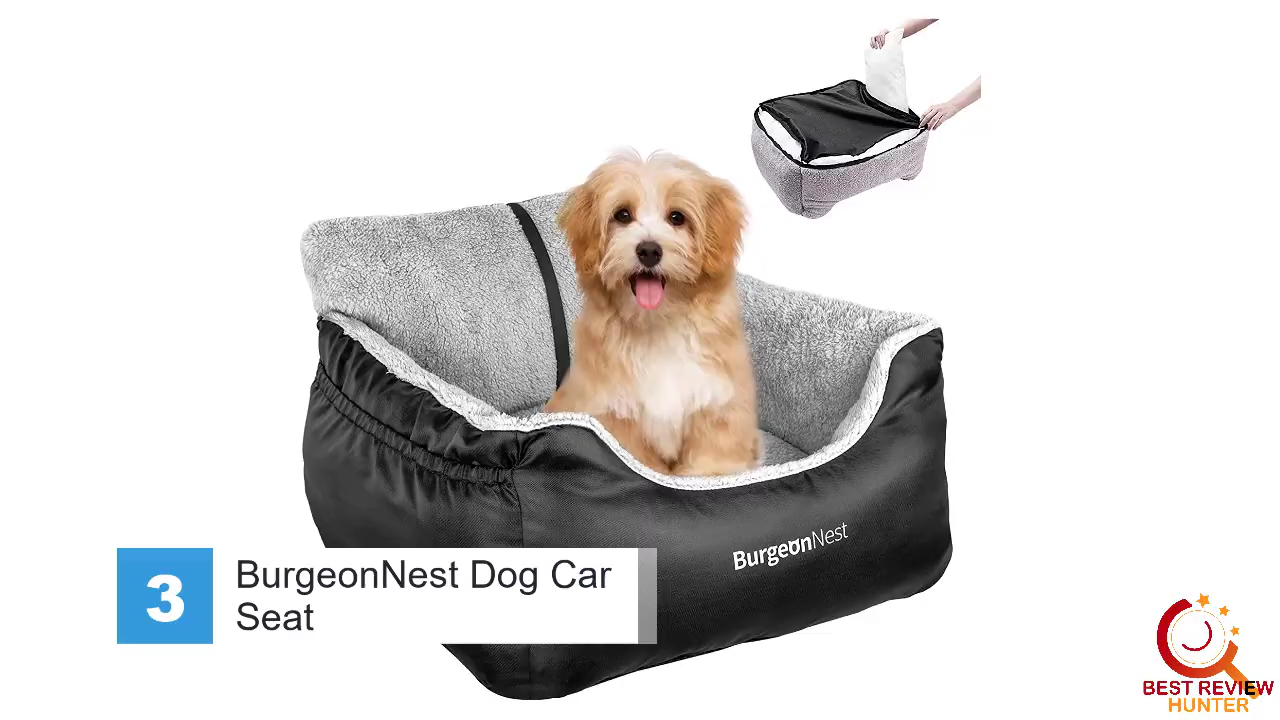 BurgeonNest
3
BurgeonNest Dog Car
Seat
BEST REVIEW
HUNTER